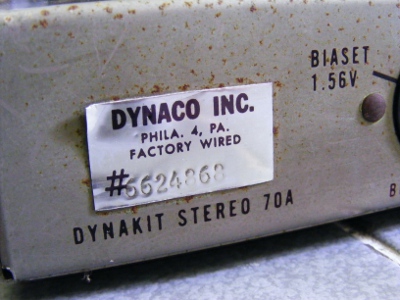 BIASET
1.56V
DYNACO INC.
PHILA. 4, PA.
FACTORY WIRED
#5624868
DYNAKIT STEREO 70A
B